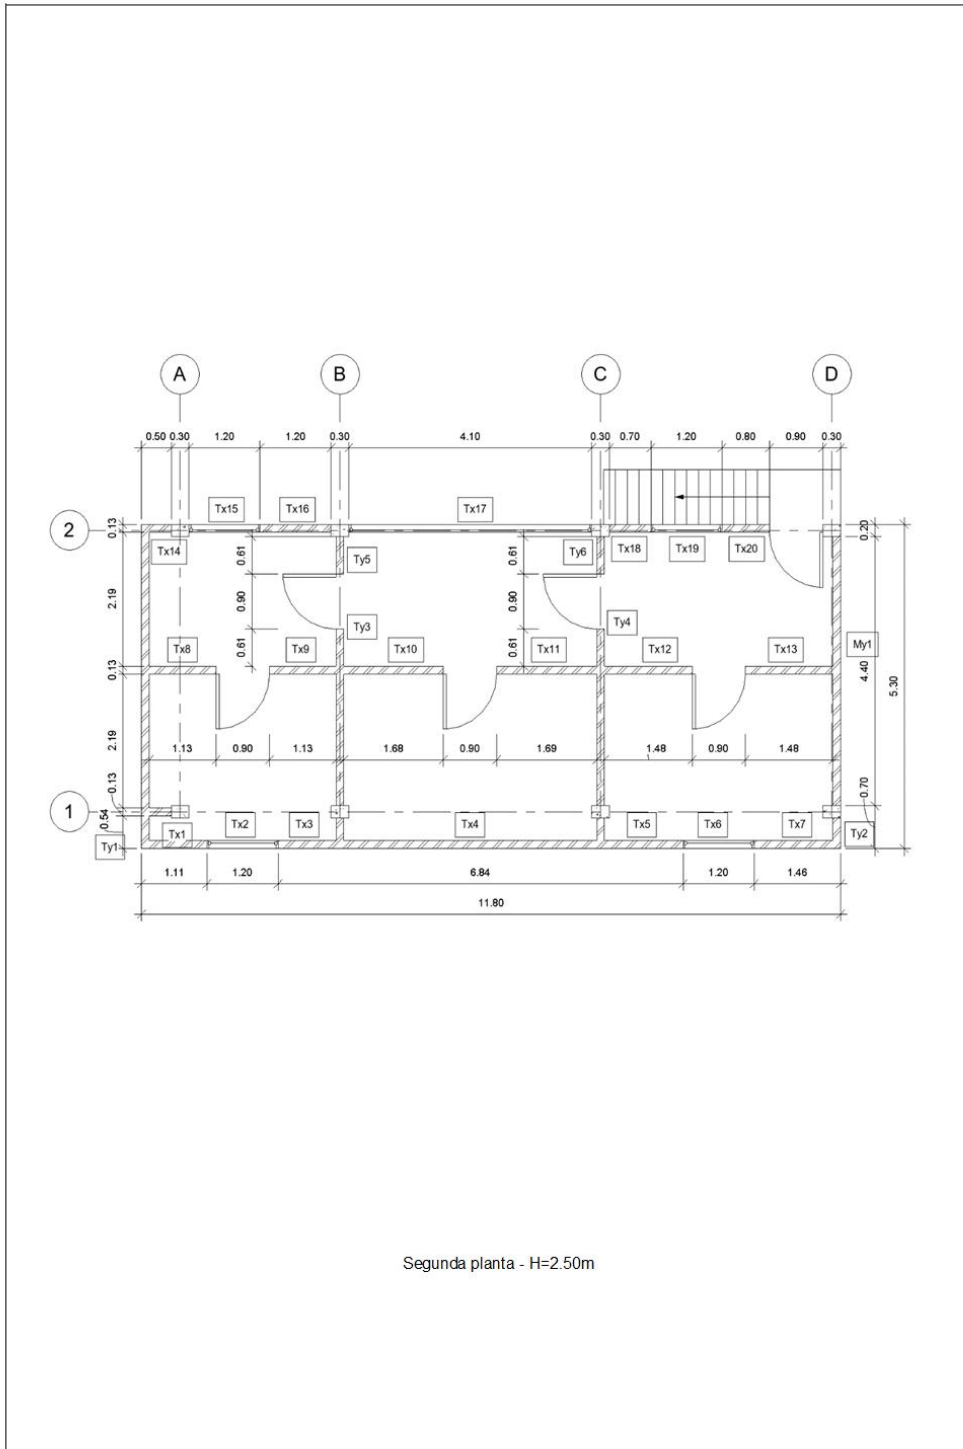 A B C D
0.50 0.30 1.20 1.20 0.30 4.10 0.30 0.70 1.20 0.80 0.90 0.30
Tx15 Tx16 Tx17
2
0.13
0.20
Tx14 0.61 Ty5 0.61 Ty6 Tx18 Tx19 Tx20
2.19 0.90 0.90
Ty3 Ty4
Tx8 0.61 Tx9 Tx10 0.61 Tx11 Tx12 Tx13 My1
0.13
4.40
5.30
2.19
1.13 0.90 1.13 1.68 0.90 1.69 1.48 0.90 1.48
0.13
0.70
1
0.54
Tx1 Tx2 Tx3 Tx4 Tx5 Tx6 Tx7
Ty1 Ty2
1.11 1.20 6.84 1.20 1.46
11.80
Segunda planta - H=2.50m